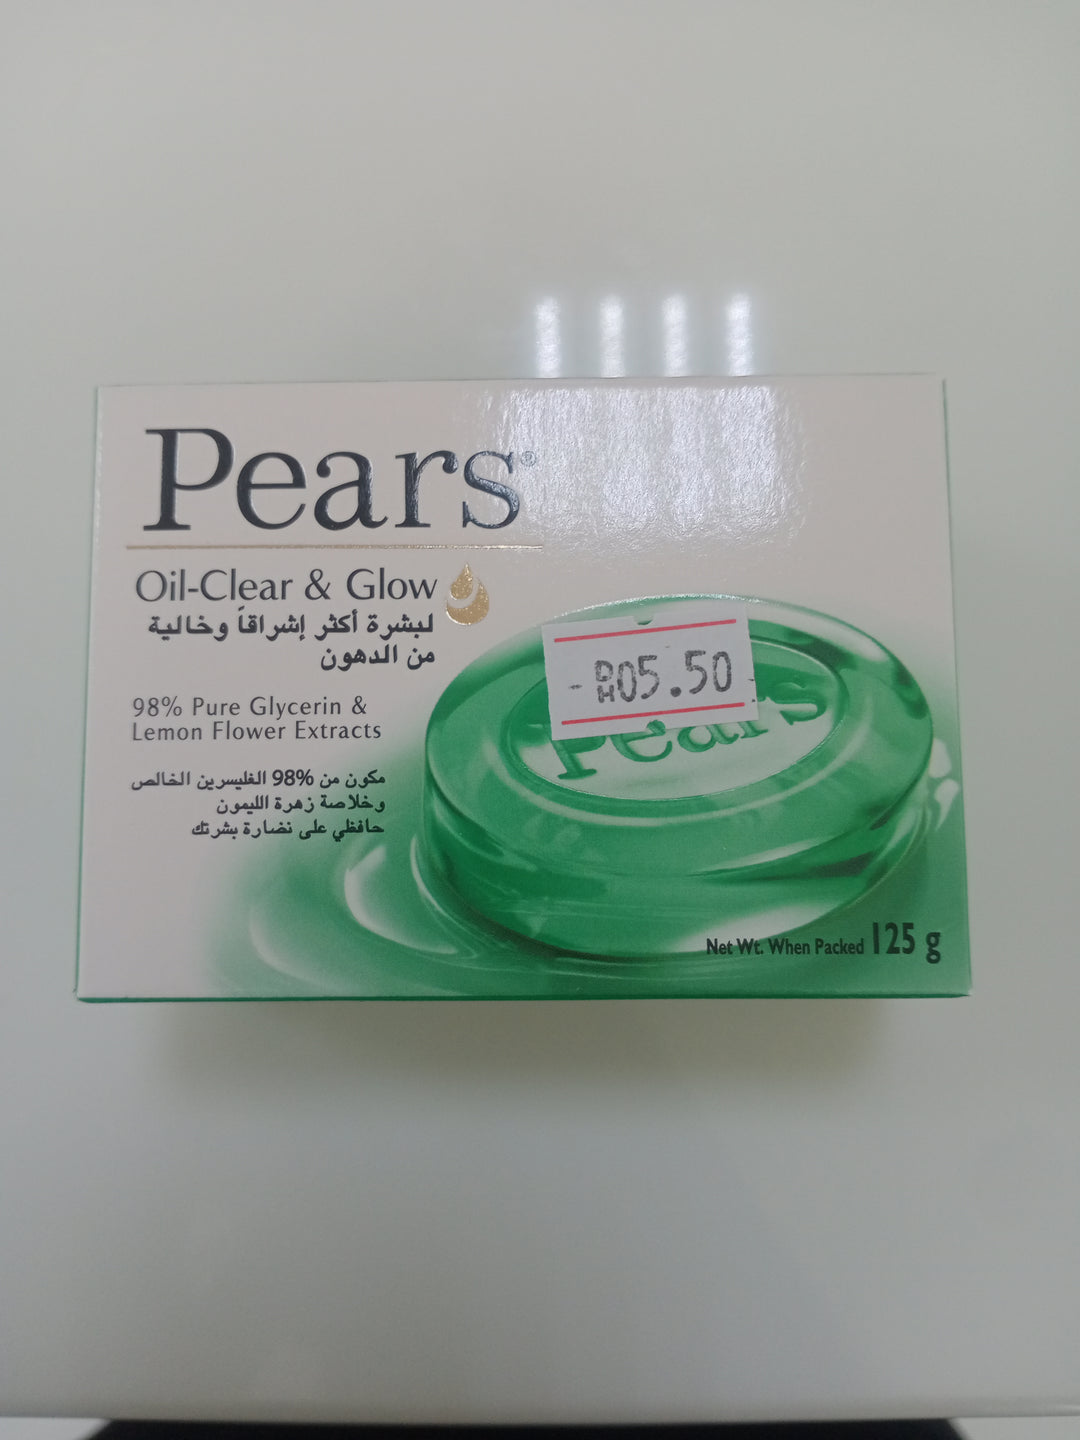 Pears®
Oil-Clear & Glow
لبشرة أكثر إشراقاً وخالية
من الدهون
98% Pure Glycerin &
Lemon Flower Extracts
مكون من %98 الغليسرين الخالص
وخلاصة زهرة الليمون
حافظي على نضارة بشرتك
-DH05.50
Pears
Net Wt. When Packed 125 g